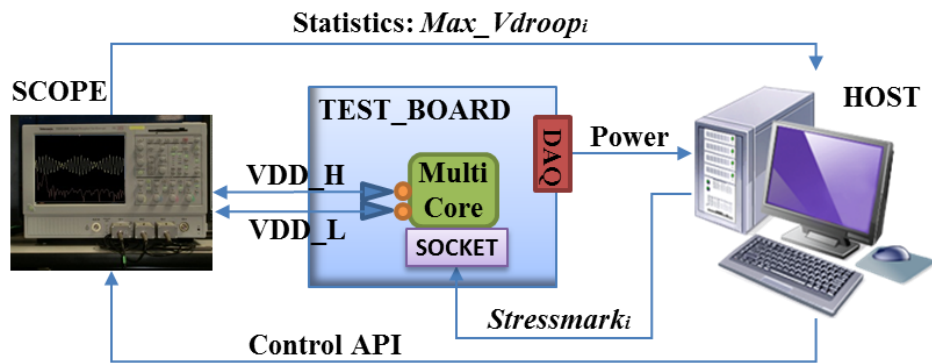 Statistics: Max_Vdroopi
SCOPE
TEST_BOARD
HOST
DAQ
Power
VDD_H
Multi
Core
VDD_L
SOCKET
Stressmarki
Control API